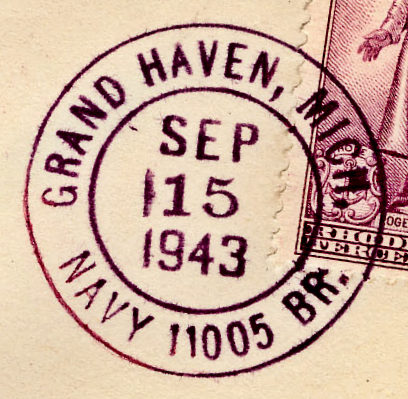 GRAND HAVEN, MICH.
SEP
15
1943
NAVY 11005 BR.